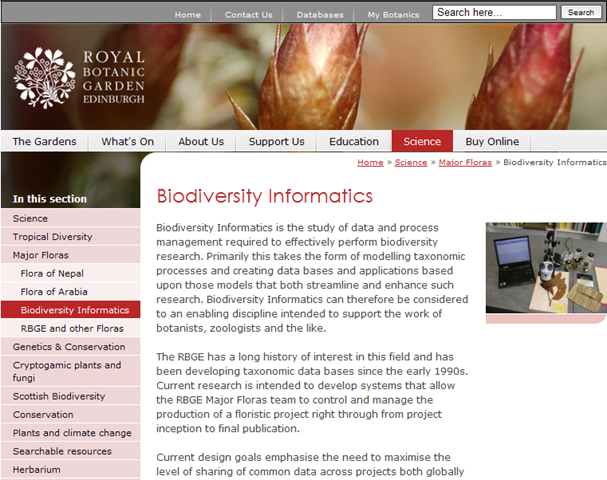 Home Contact Us Databases My Botanics Search here... Search
ROYAL
BOTANIC
GARDEN
EDINBURGH
The Gardens What's On About Us Support Us Education Science Buy Online
Home » Science » Major Floras » Biodiversity Informatics
In this section
Science
Tropical Diversity
Major Floras
Flora of Nepal
Flora of Arabia
Biodiversity Informatics
RBGE and other Floras
Genetics & Conservation
Cryptogamic plants and
fungi
Scottish Biodiversity
Conservation
Plants and climate change
Searchable resources
Herbarium
Biodiversity Informatics
Biodiversity Informatics is the study of data and process
management required to effectively perform biodiversity
research. Primarily this takes the form of modelling taxonomic
processes and creating data bases and applications based
upon those models that both streamline and enhance such
research. Biodiversity Informatics can therefore be considered
to an enabling discipline intended to support the work of
botanists, zoologists and the like.
The RBGE has a long history of interest in this field and has
been developing taxonomic data bases since the early 1990s.
Current research is intended to develop systems that allow
the RBGE Major Floras team to control and manage the
production of a floristic project right through from project
inception to final publication.
Current design goals emphasise the need to maximise the
level of sharing of common data across projects both globally